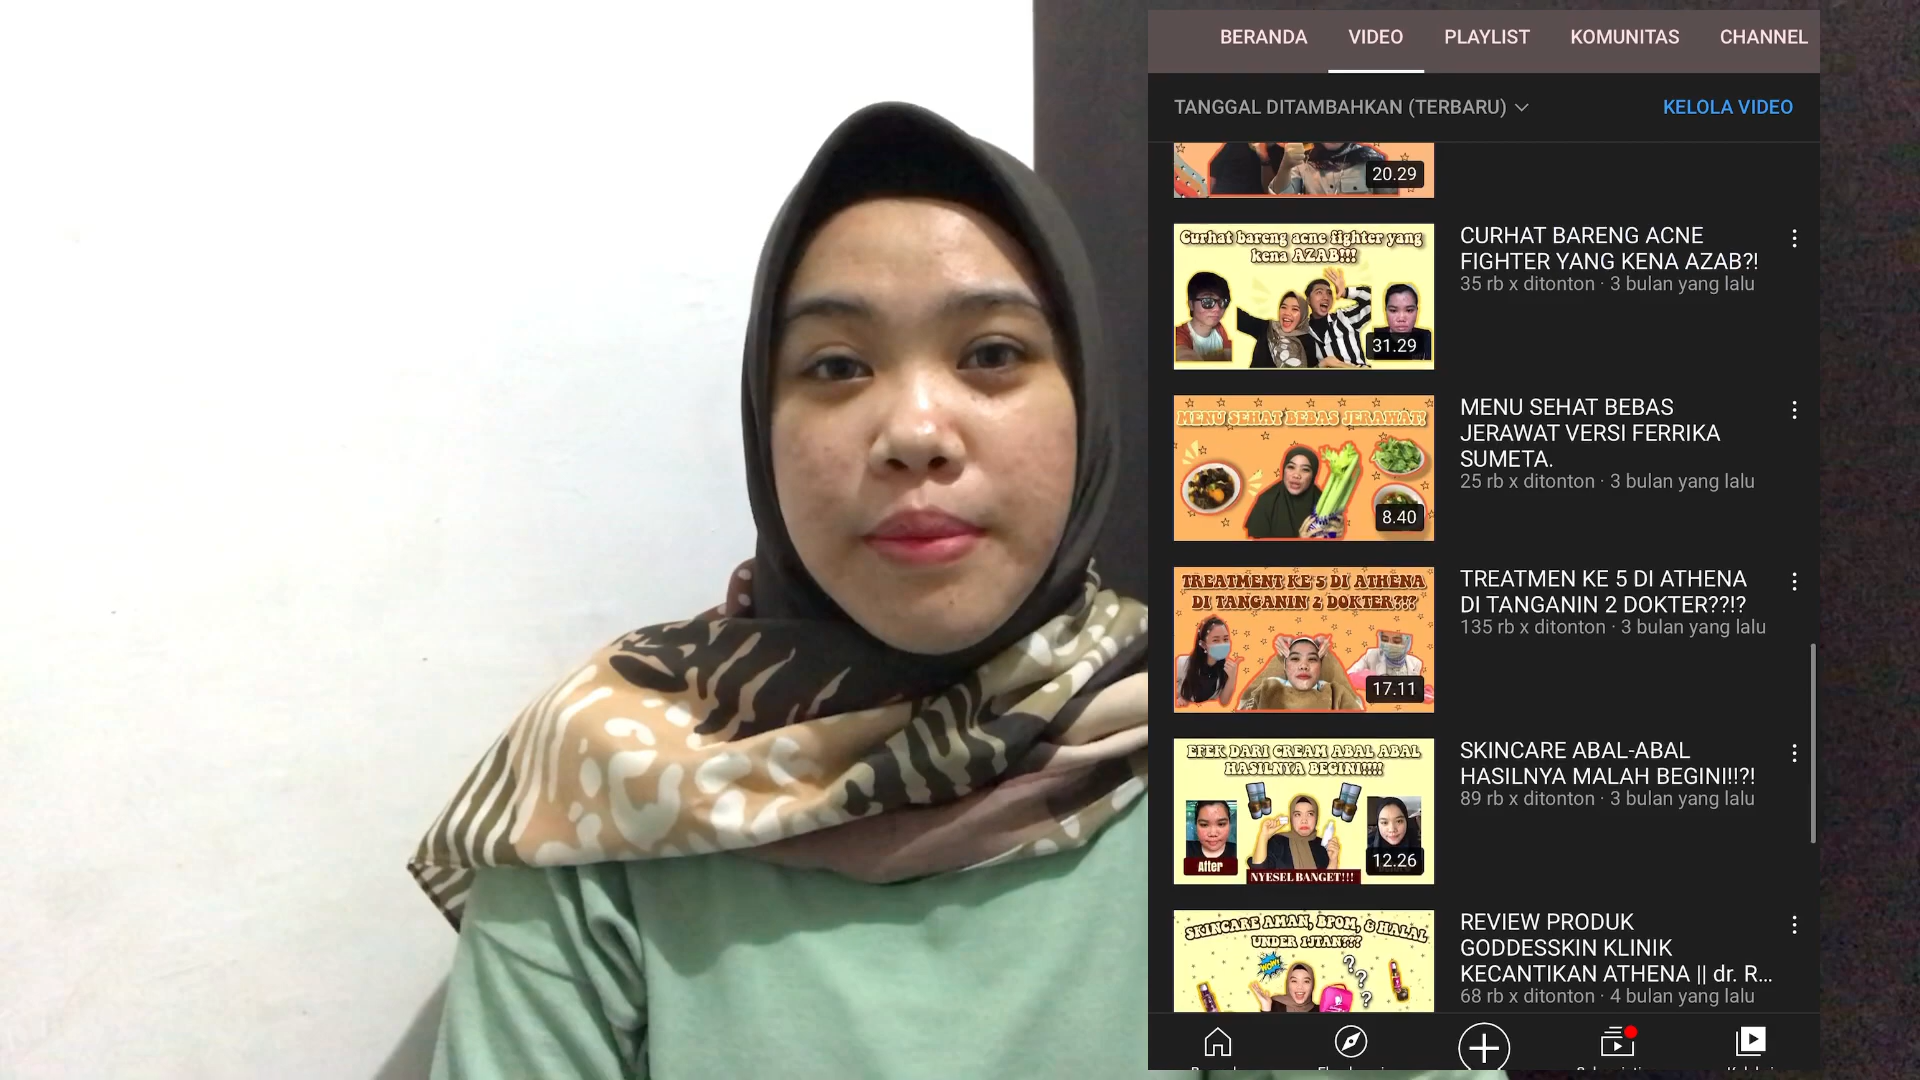 BERANDA VIDEO PLAYLIST KOMUNITAS CHANNEL
TANGGAL DITAMBAHKAN (TERBARU) KELOLA VIDEO
20.29
Curhat bareng acne fighter yang
kena AZAB!!!
31.29
CURHAT BARENG ACNE
FIGHTER YANG KENA AZAB?!
35 rb x ditonton · 3 bulan yang lalu
MENU SEHAT BEBAS JERAWAT!
8.40
MENU SEHAT BEBAS
JERAWAT VERSI FERRIKA
SUMETA.
25 rb x ditonton · 3 bulan yang lalu
TREATMENT KE 5 DI ATHENA
DI TANGANIN 2 DOKTER?!?
17.11
TREATMEN KE 5 DI ATHENA
DI TANGANIN 2 DOKTER??!?
135 rb x ditonton · 3 bulan yang lalu
EFEK DARI CREAM ABAL ABAL
HASILNYA BEGINI!!!!
After
12.26
NYESEL BANGET!!!
SKINCARE ABAL-ABAL
HASILNYA MALAH BEGINI!!?!
89 rb x ditonton · 3 bulan yang lalu
SKINCARE AMAN, BPOM, & HALAL
UNDER 1JTAN???
WOW!
? ? ?
REVIEW PRODUK
GODDESSKIN KLINIK
KECANTIKAN ATHENA || dr. R...
68 rb x ditonton · 4 bulan yang lalu